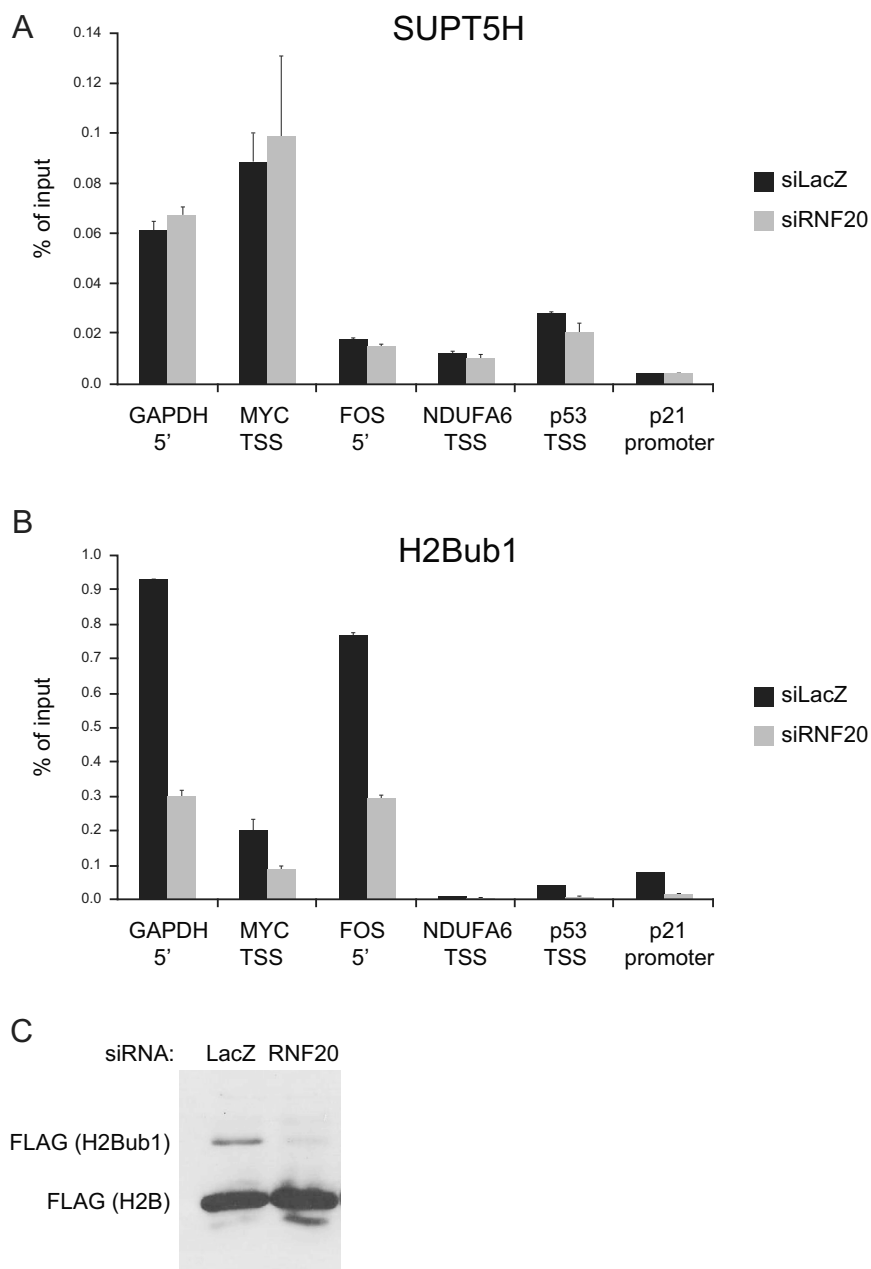 A
SUPT5H
0.14
0.12
0.1
0.08
0.06
0.04
0.02
0.0
% of input
siLacZ
siRNF20
GAPDH MYC FOS NDUFA6 p53 p21
5’ TSS 5’ TSS TSS promoter
B
H2Bub1
1.0
0.9
0.8
0.7
0.6
0.5
0.4
0.3
0.2
0.1
0.0
% of input
siLacZ
siRNF20
GAPDH MYC FOS NDUFA6 p53 p21
5’ TSS 5’ TSS TSS promoter
C
siRNA: LacZ RNF20
FLAG (H2Bub1)
FLAG (H2B)